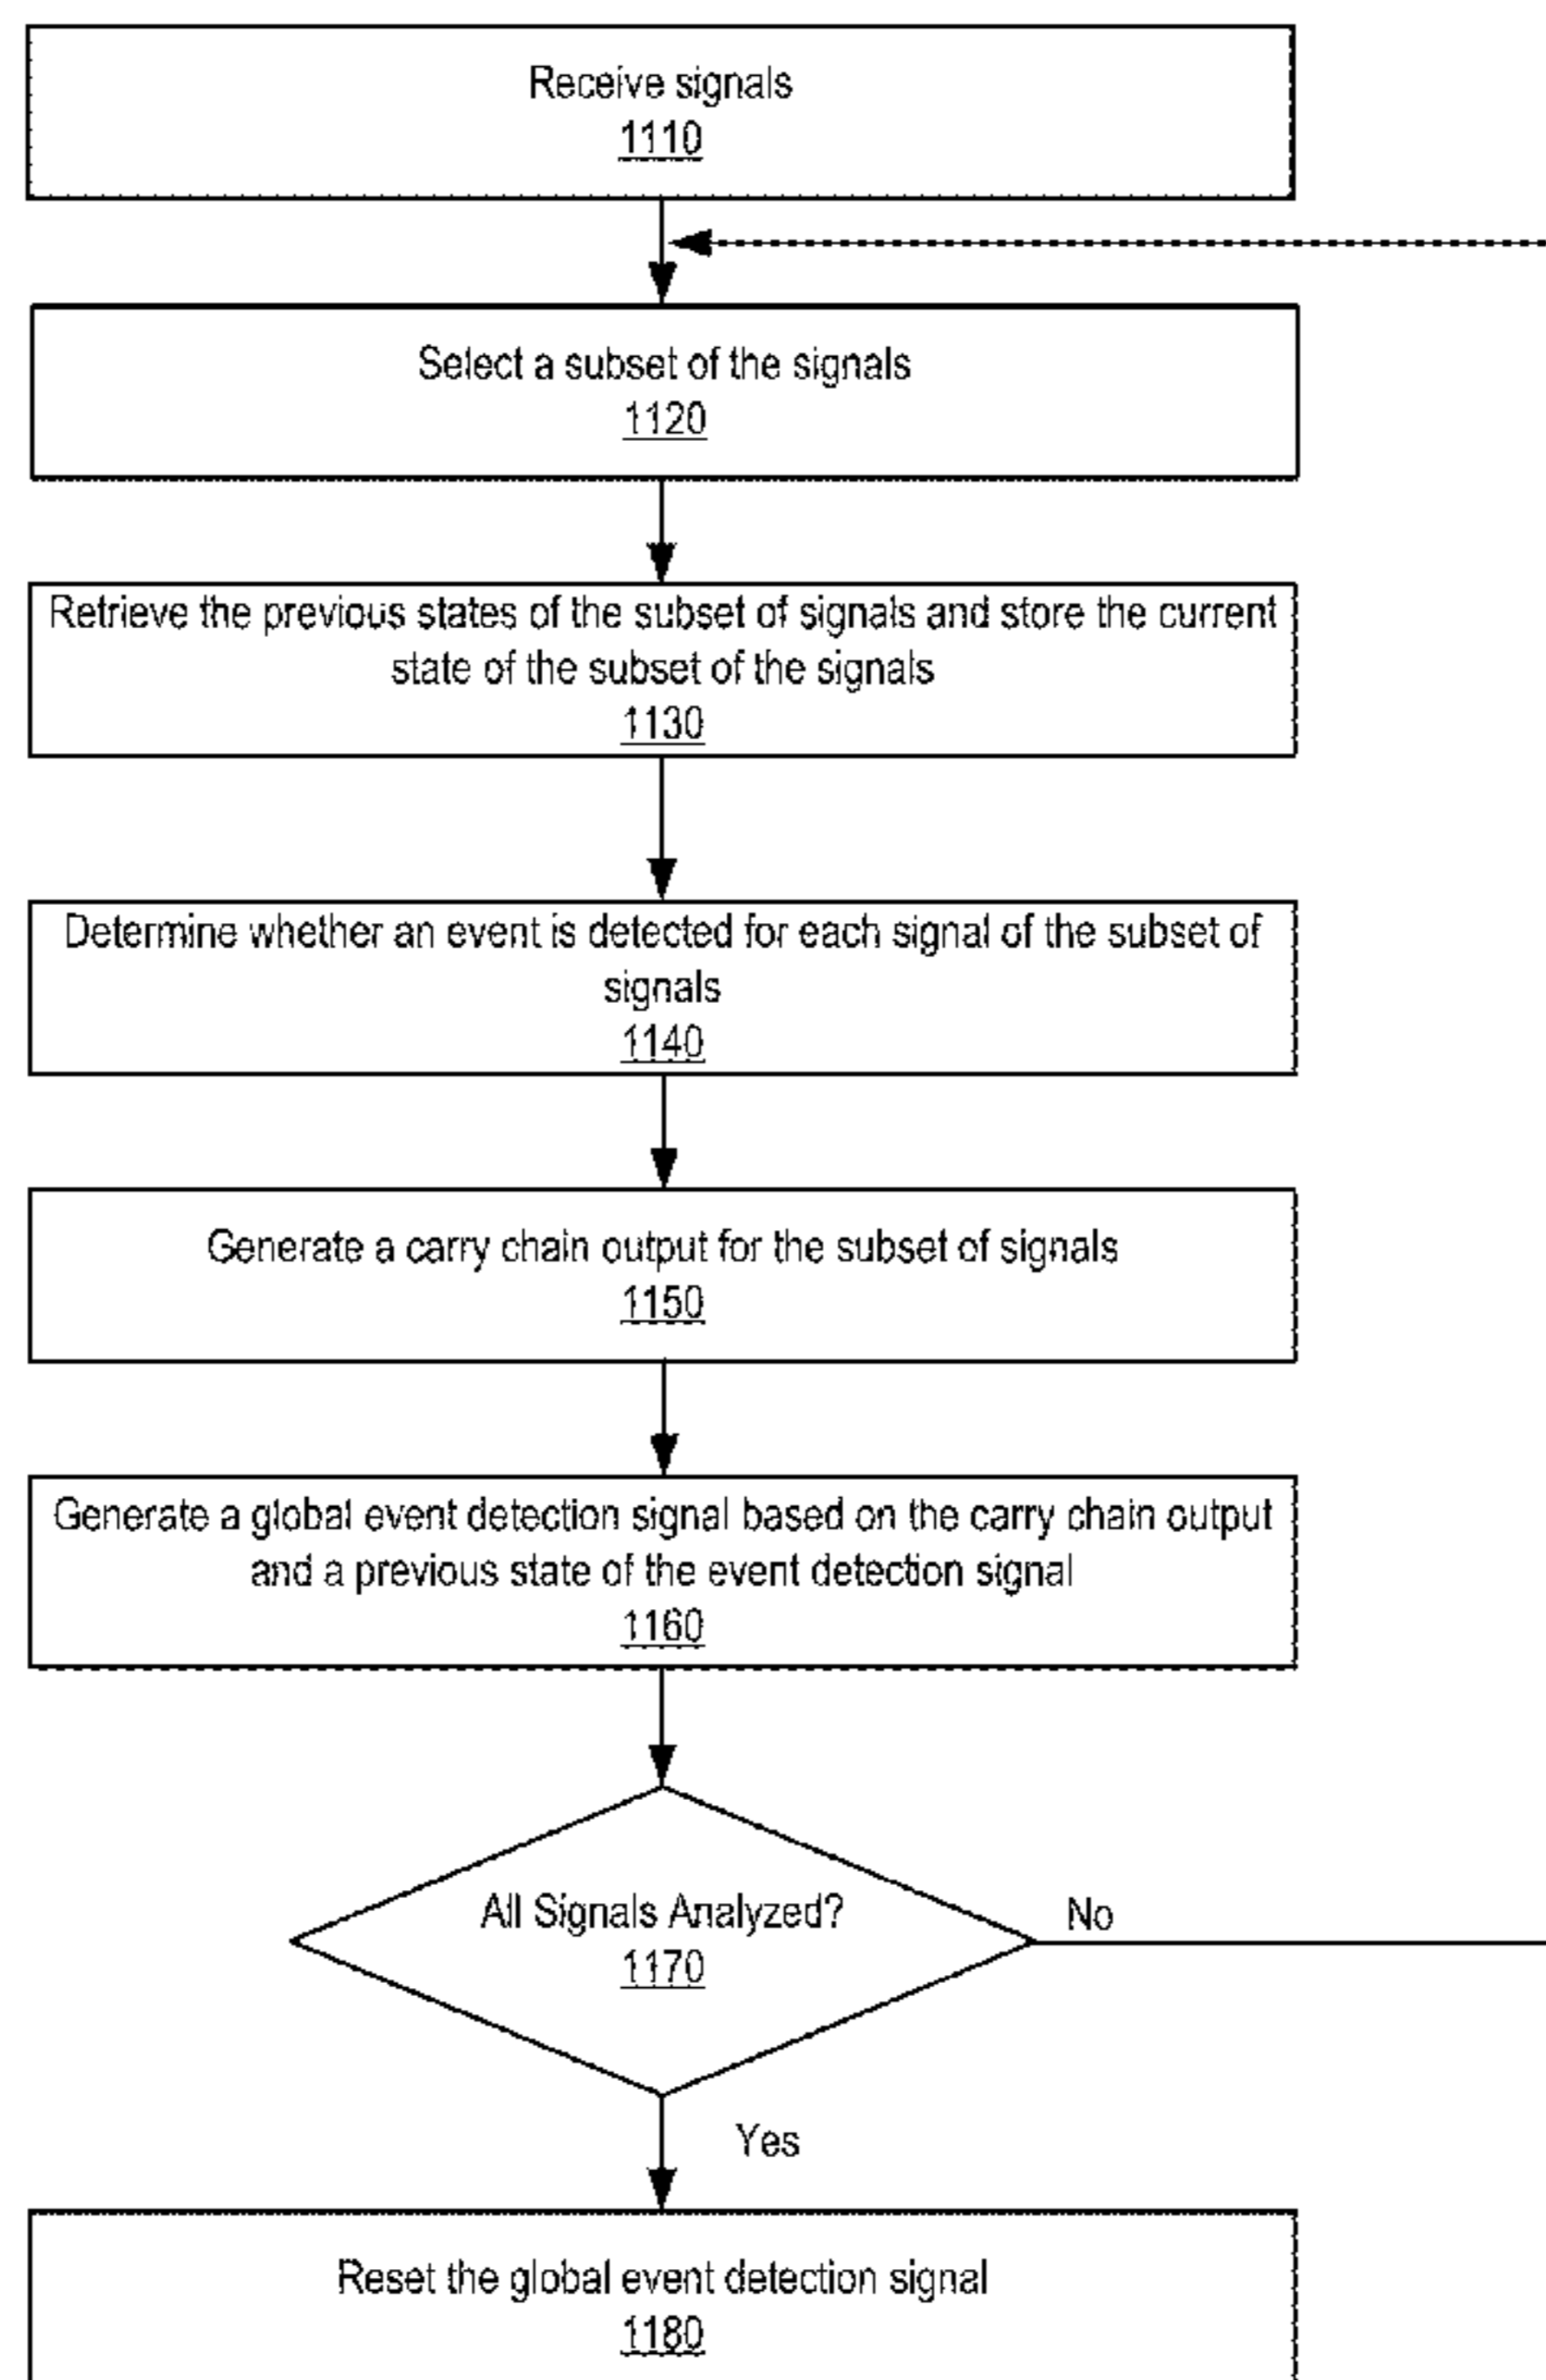 Receive signals
1110
Select a subset of the signals
1120
Retrieve the previous states of the subset of signals and store the current
state of the subset of the signals
1130
Determine whether an event is detected for each signal of the subset of
signals
1140
Generate a carry chain output for the subset of signals
1150
Generate a global event detection signal based on the carry chain output
and a previous state of the event detection signal
1160
All Signals Analyzed?
1170
No
Yes
Reset the global event detection signal
1180